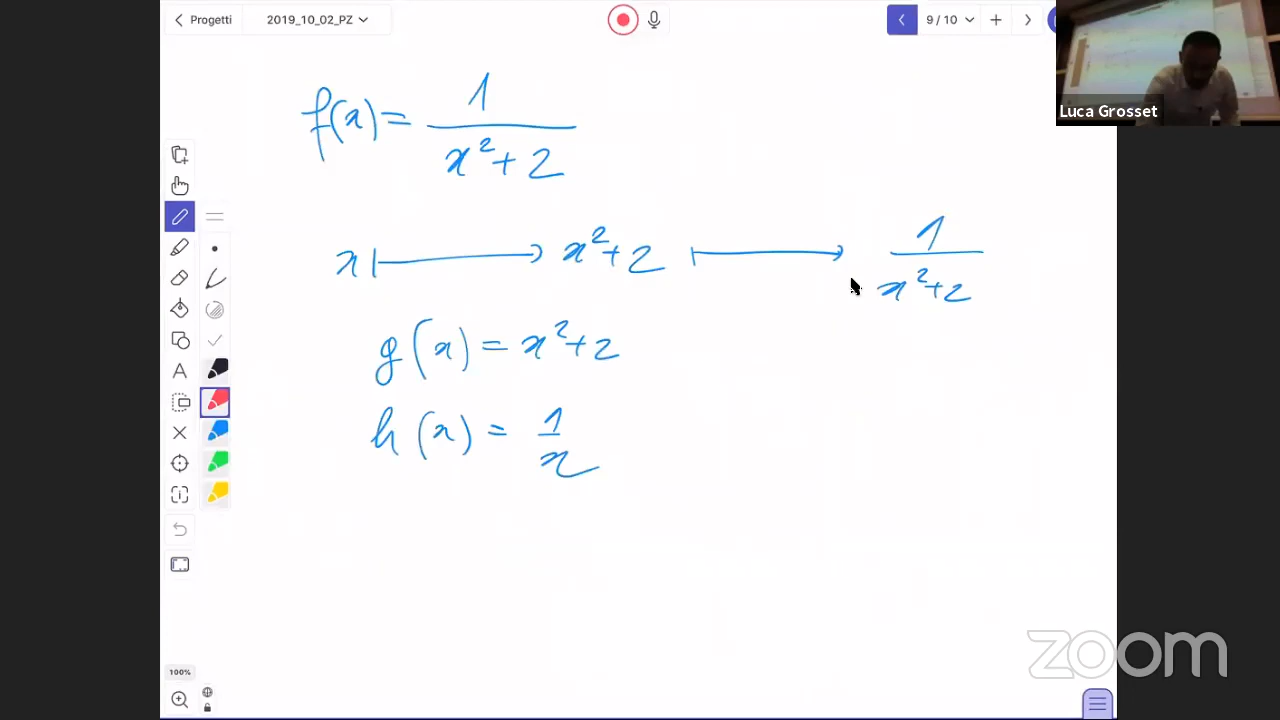 Progetti 2019_10_02_PZ 9 / 10
Luca Grosset
f(x) = 1/(x²+2)
x ↦ x²+2 ↦ 1/(x²+2)
g(x) = x²+2
h(x) = 1/x
A
100%
zoom